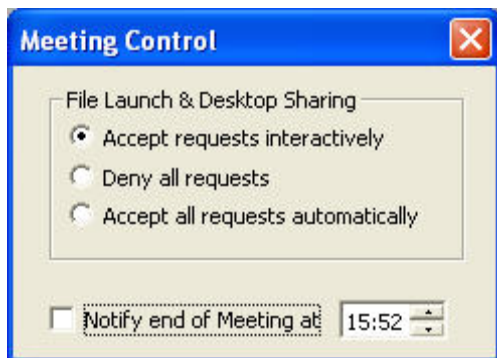 Meeting Control
File Launch & Desktop Sharing
Accept requests interactively
Deny all requests
Accept all requests automatically
Notify end of Meeting at 15:52